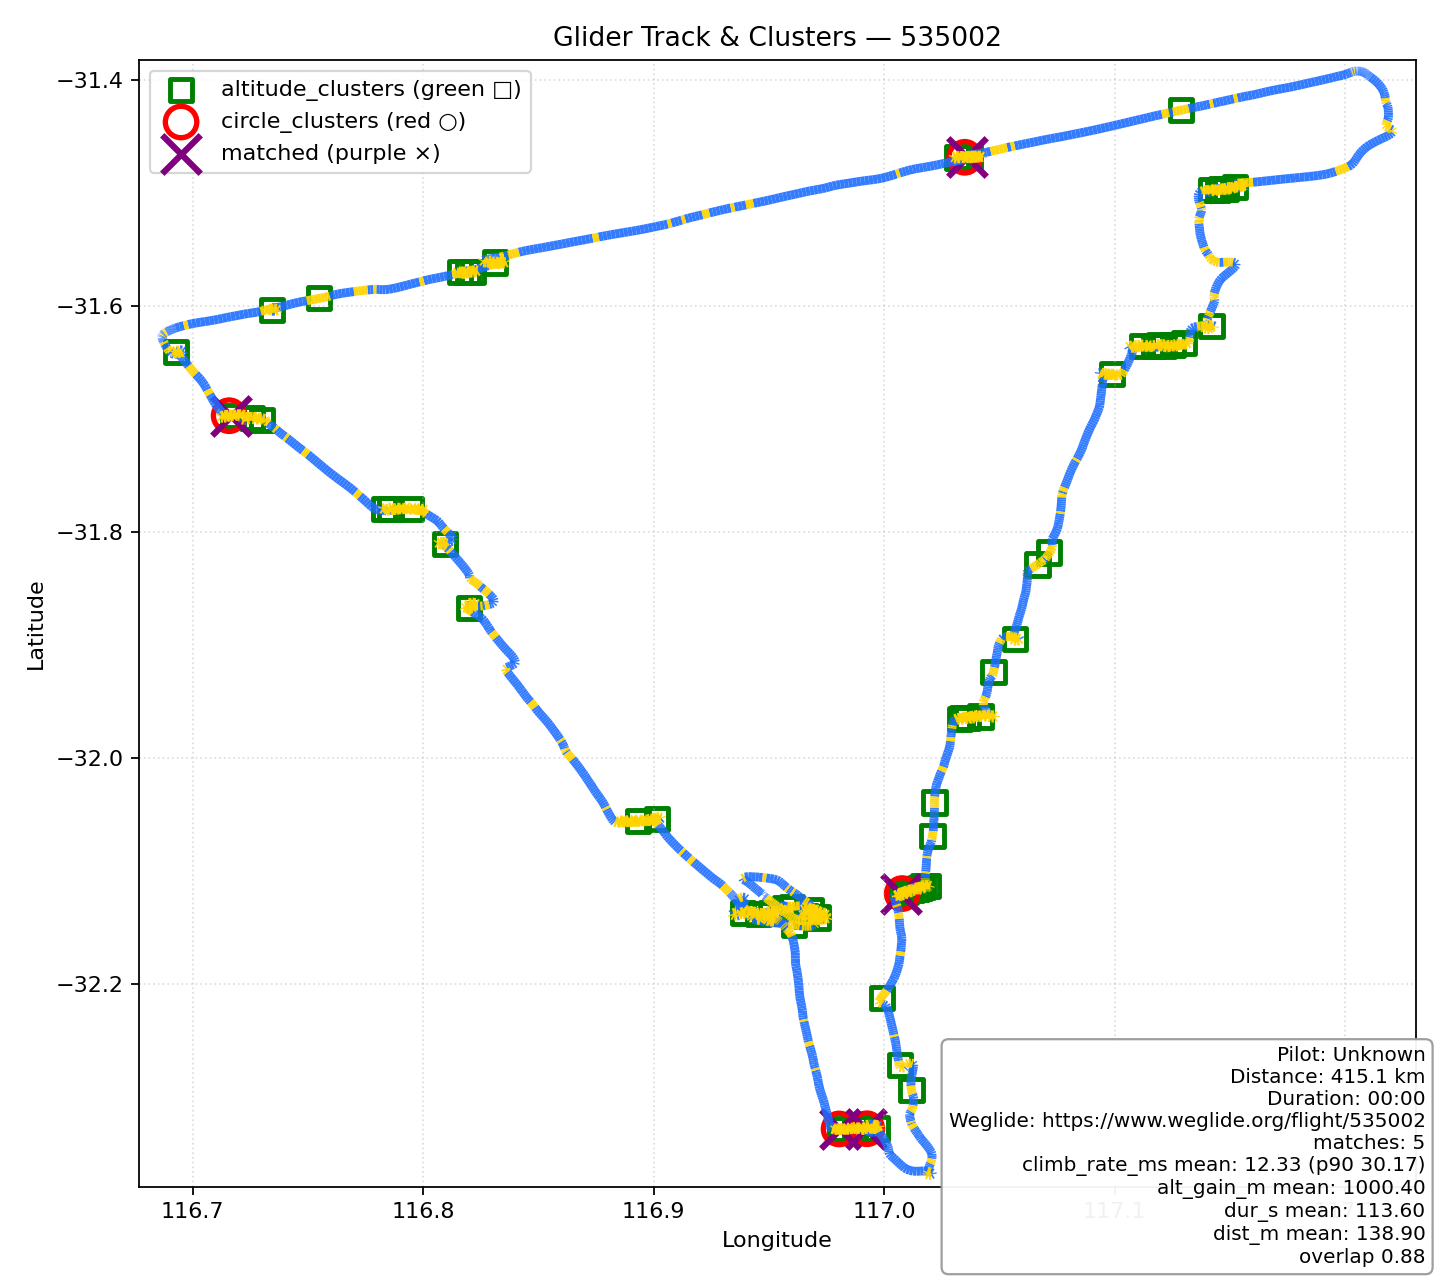 Glider Track & Clusters — 535002
altitude_clusters (green □)
circle_clusters (red ○)
matched (purple ×)
−31.4
−31.6
−31.8
−32.0
−32.2
Latitude
116.7
116.8
116.9
117.0
117.1
Longitude
Pilot: Unknown
Distance: 415.1 km
Duration: 00:00
Weglide: https://www.weglide.org/flight/535002
matches: 5
climb_rate_ms mean: 12.33 (p90 30.17)
alt_gain_m mean: 1000.40
dur_s mean: 113.60
dist_m mean: 138.90
overlap 0.88